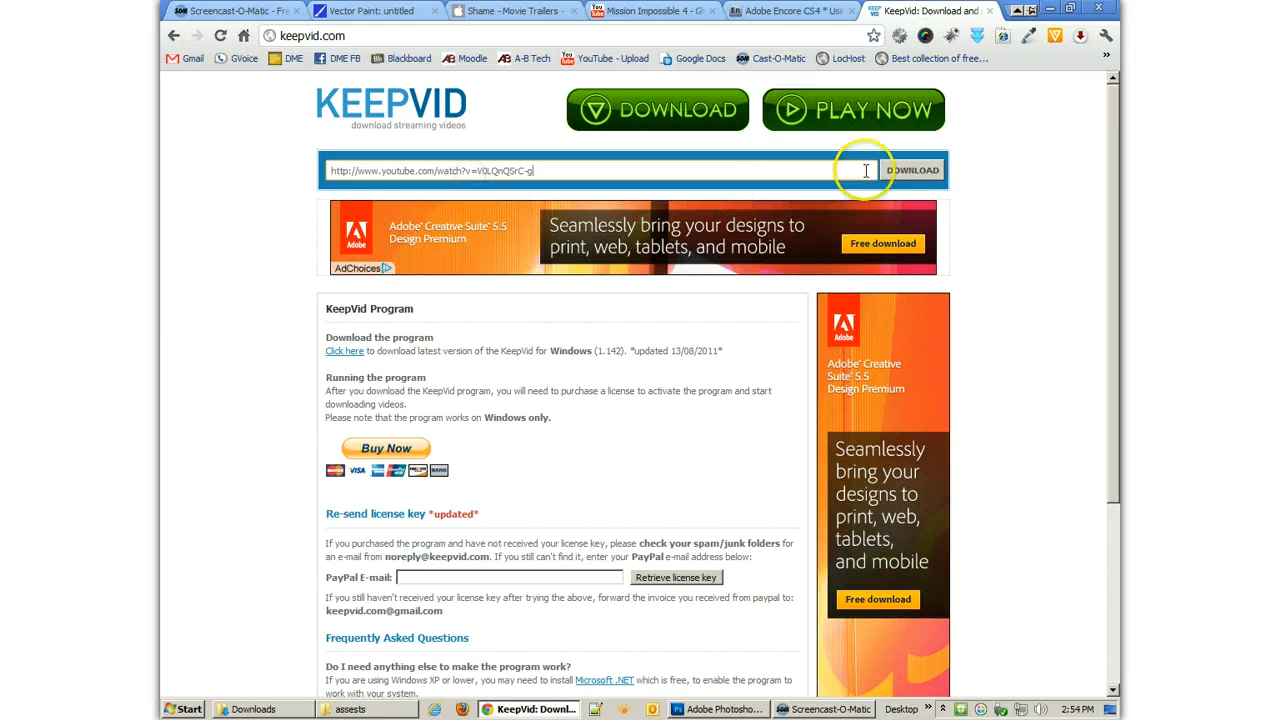 Screencast-O-Matic - Fre
Vector Paint: untitled
Shame - Movie Trailers -
Mission Impossible 4 - Gh
Adobe Encore CS4 * Us
KeepVid: Download and
keepvid.com
Gmail
GVoice
DME
DME FB
Blackboard
Moodle
A-B Tech
YouTube - Upload
Google Docs
Cast-O-Matic
LocHost
Best collection of free...
KEEPVID
download streaming videos
DOWNLOAD
PLAY NOW
http://www.youtube.com/watch?v=V0LQnQSrC-g
DOWNLOAD
Adobe
Adobe® Creative Suite® 5.5
Design Premium
Seamlessly bring your designs to
print, web, tablets, and mobile
Free download
AdChoices
KeepVid Program
Download the program
Click here to download latest version of the KeepVid for Windows (1.142). *updated 13/08/2011*
Running the program
After you download the KeepVid program, you will need to purchase a license to activate the program and start
downloading videos.
Please note that the program works on Windows only.
Buy Now
VISA
BANK
Re-send license key *updated*
If you purchased the program and have not received your license key, please check your spam/junk folders for
an e-mail from noreply@keepvid.com. If you still can't find it, enter your PayPal e-mail address below:
PayPal E-mail:
Retrieve license key
If you still haven't received your license key after trying the above, forward the invoice you received from paypal to:
keepvid.com@gmail.com
Frequently Asked Questions
Do I need anything else to make the program work?
If you are using Windows XP or lower, you may need to install Microsoft .NET which is free, to enable the program to
work with your system.
Adobe
Adobe® Creative
Suite® 5.5
Design Premium
Seamlessly
bring your
designs to
print, web,
tablets,
and mobile
Free download
Start
Downloads
assests
KeepVid: Downl...
Adobe Photosho...
Screencast-O-Matic
Desktop
2:54 PM